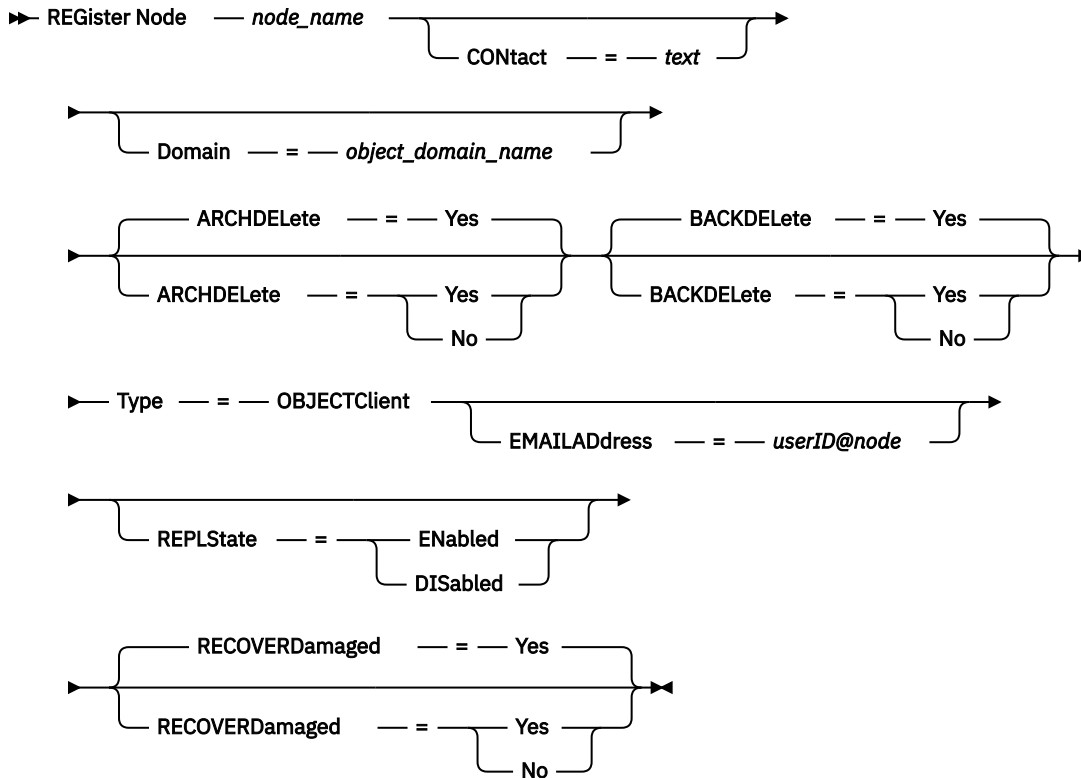 REGister Node — node_name
CONtact — = — text
Domain — = — object_domain_name
ARCHDELete — = — Yes BACKDELete — = — Yes
ARCHDELete — = Yes BACKDELete — = Yes
No No
Type — = — OBJECTClient
EMAILADdress — = — userID@node
REPLState — = ENabled
DISabled
RECOVERDamaged — = — Yes
RECOVERDamaged — = Yes
No